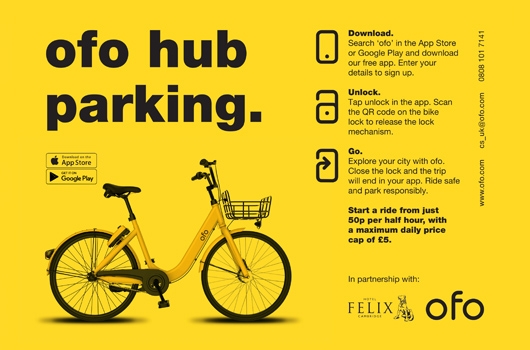 ofo hub
parking.
Download on the
App Store
GET IT ON
Google Play
ofo
Download.
Search ‘ofo’ in the App Store
or Google Play and download
our free app. Enter your
details to sign up.
Unlock.
Tap unlock in the app. Scan
the QR code on the bike
lock to release the lock
mechanism.
Go.
Explore your city with ofo.
Close the lock and the trip
will end in your app. Ride safe
and park responsibly.
Start a ride from just
50p per half hour, with
a maximum daily price
cap of £5.
In partnership with:
HOTEL
FELIX
CAMBRIDGE
ofo
www.ofo.com cs_uk@ofo.com 0808 101 7141